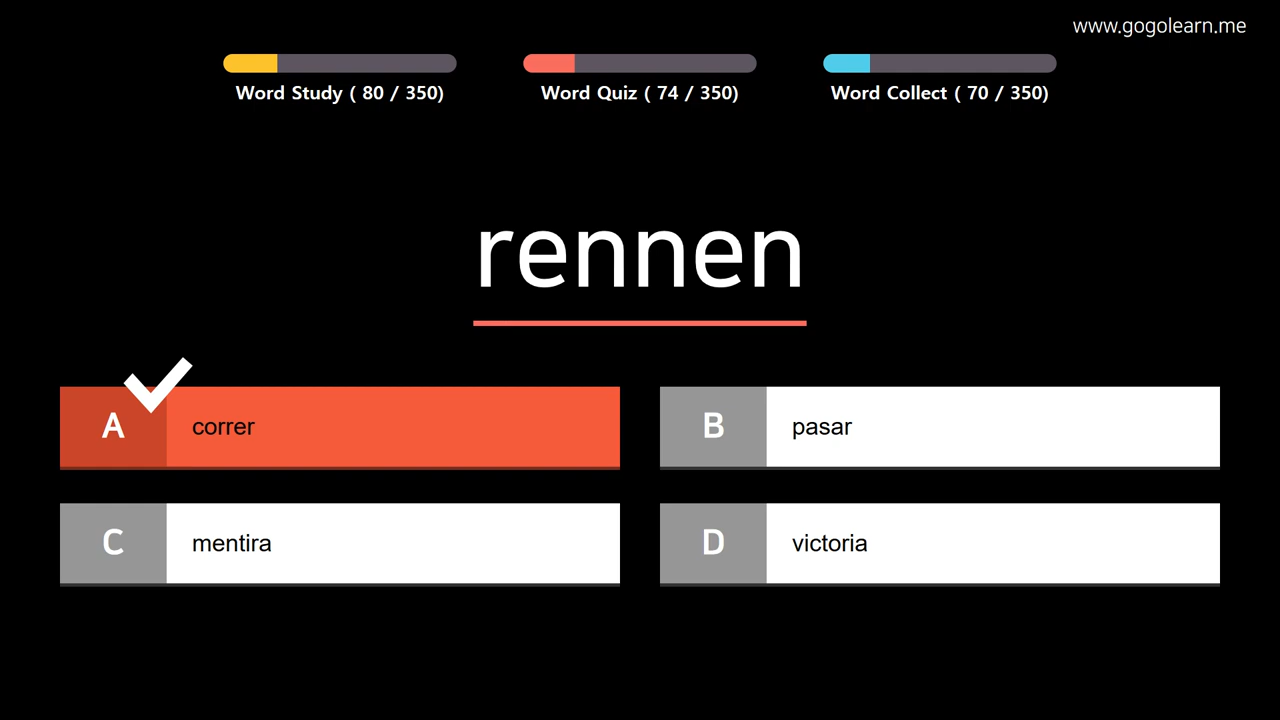 www.gogolearn.me
Word Study ( 80 / 350)
Word Quiz ( 74 / 350)
Word Collect ( 70 / 350)
rennen
A correr
B pasar
C mentira
D victoria